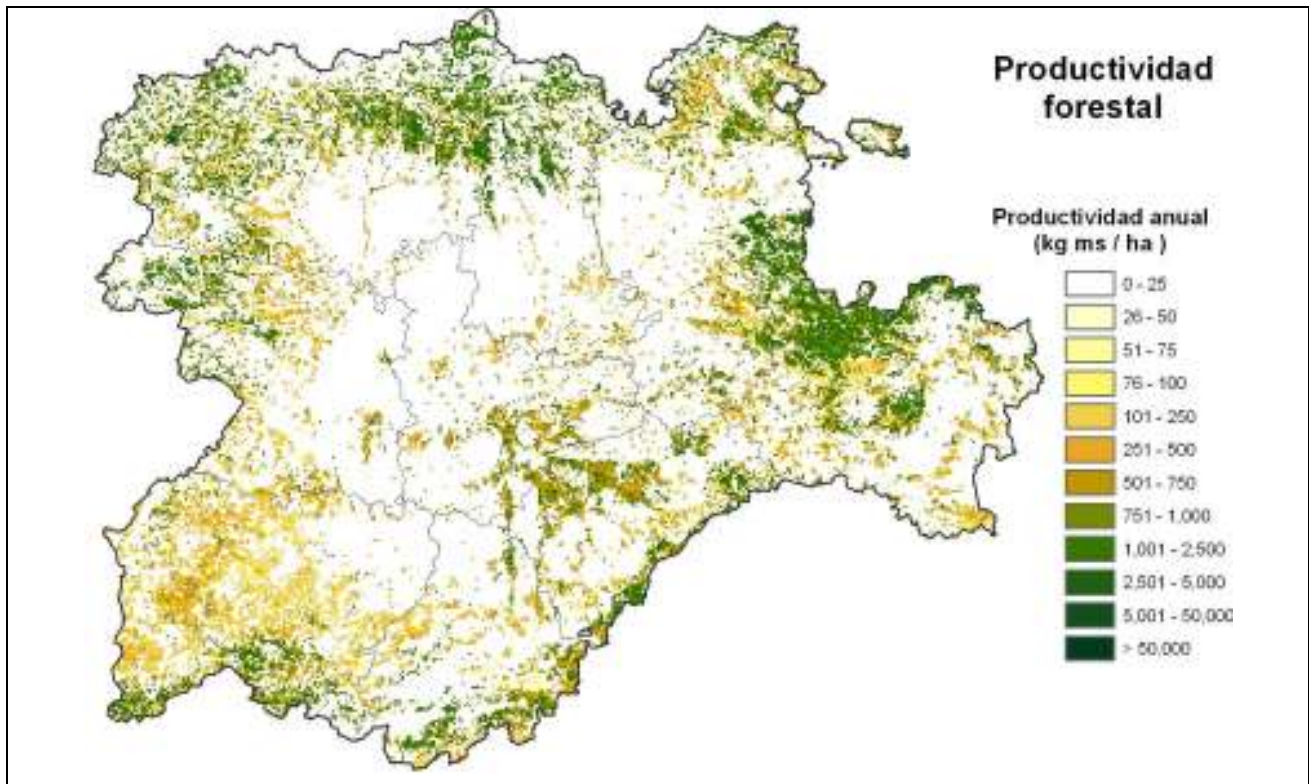 Productividad
forestal
Productividad anual
(kg ms / ha )
0 - 25
26 - 50
51 - 75
76 - 100
101 - 250
251 - 500
501 - 750
751 - 1,000
1,001 - 2,500
2,501 - 5,000
5,001 - 50,000
> 50,000